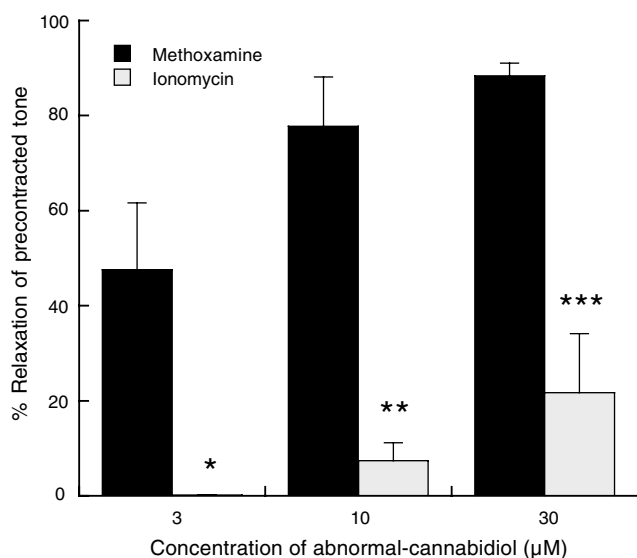 100
80
60
40
20
0
% Relaxation of precontracted tone
Methoxamine
Ionomycin
*
**
***
3 10 30
Concentration of abnormal-cannabidiol (µM)